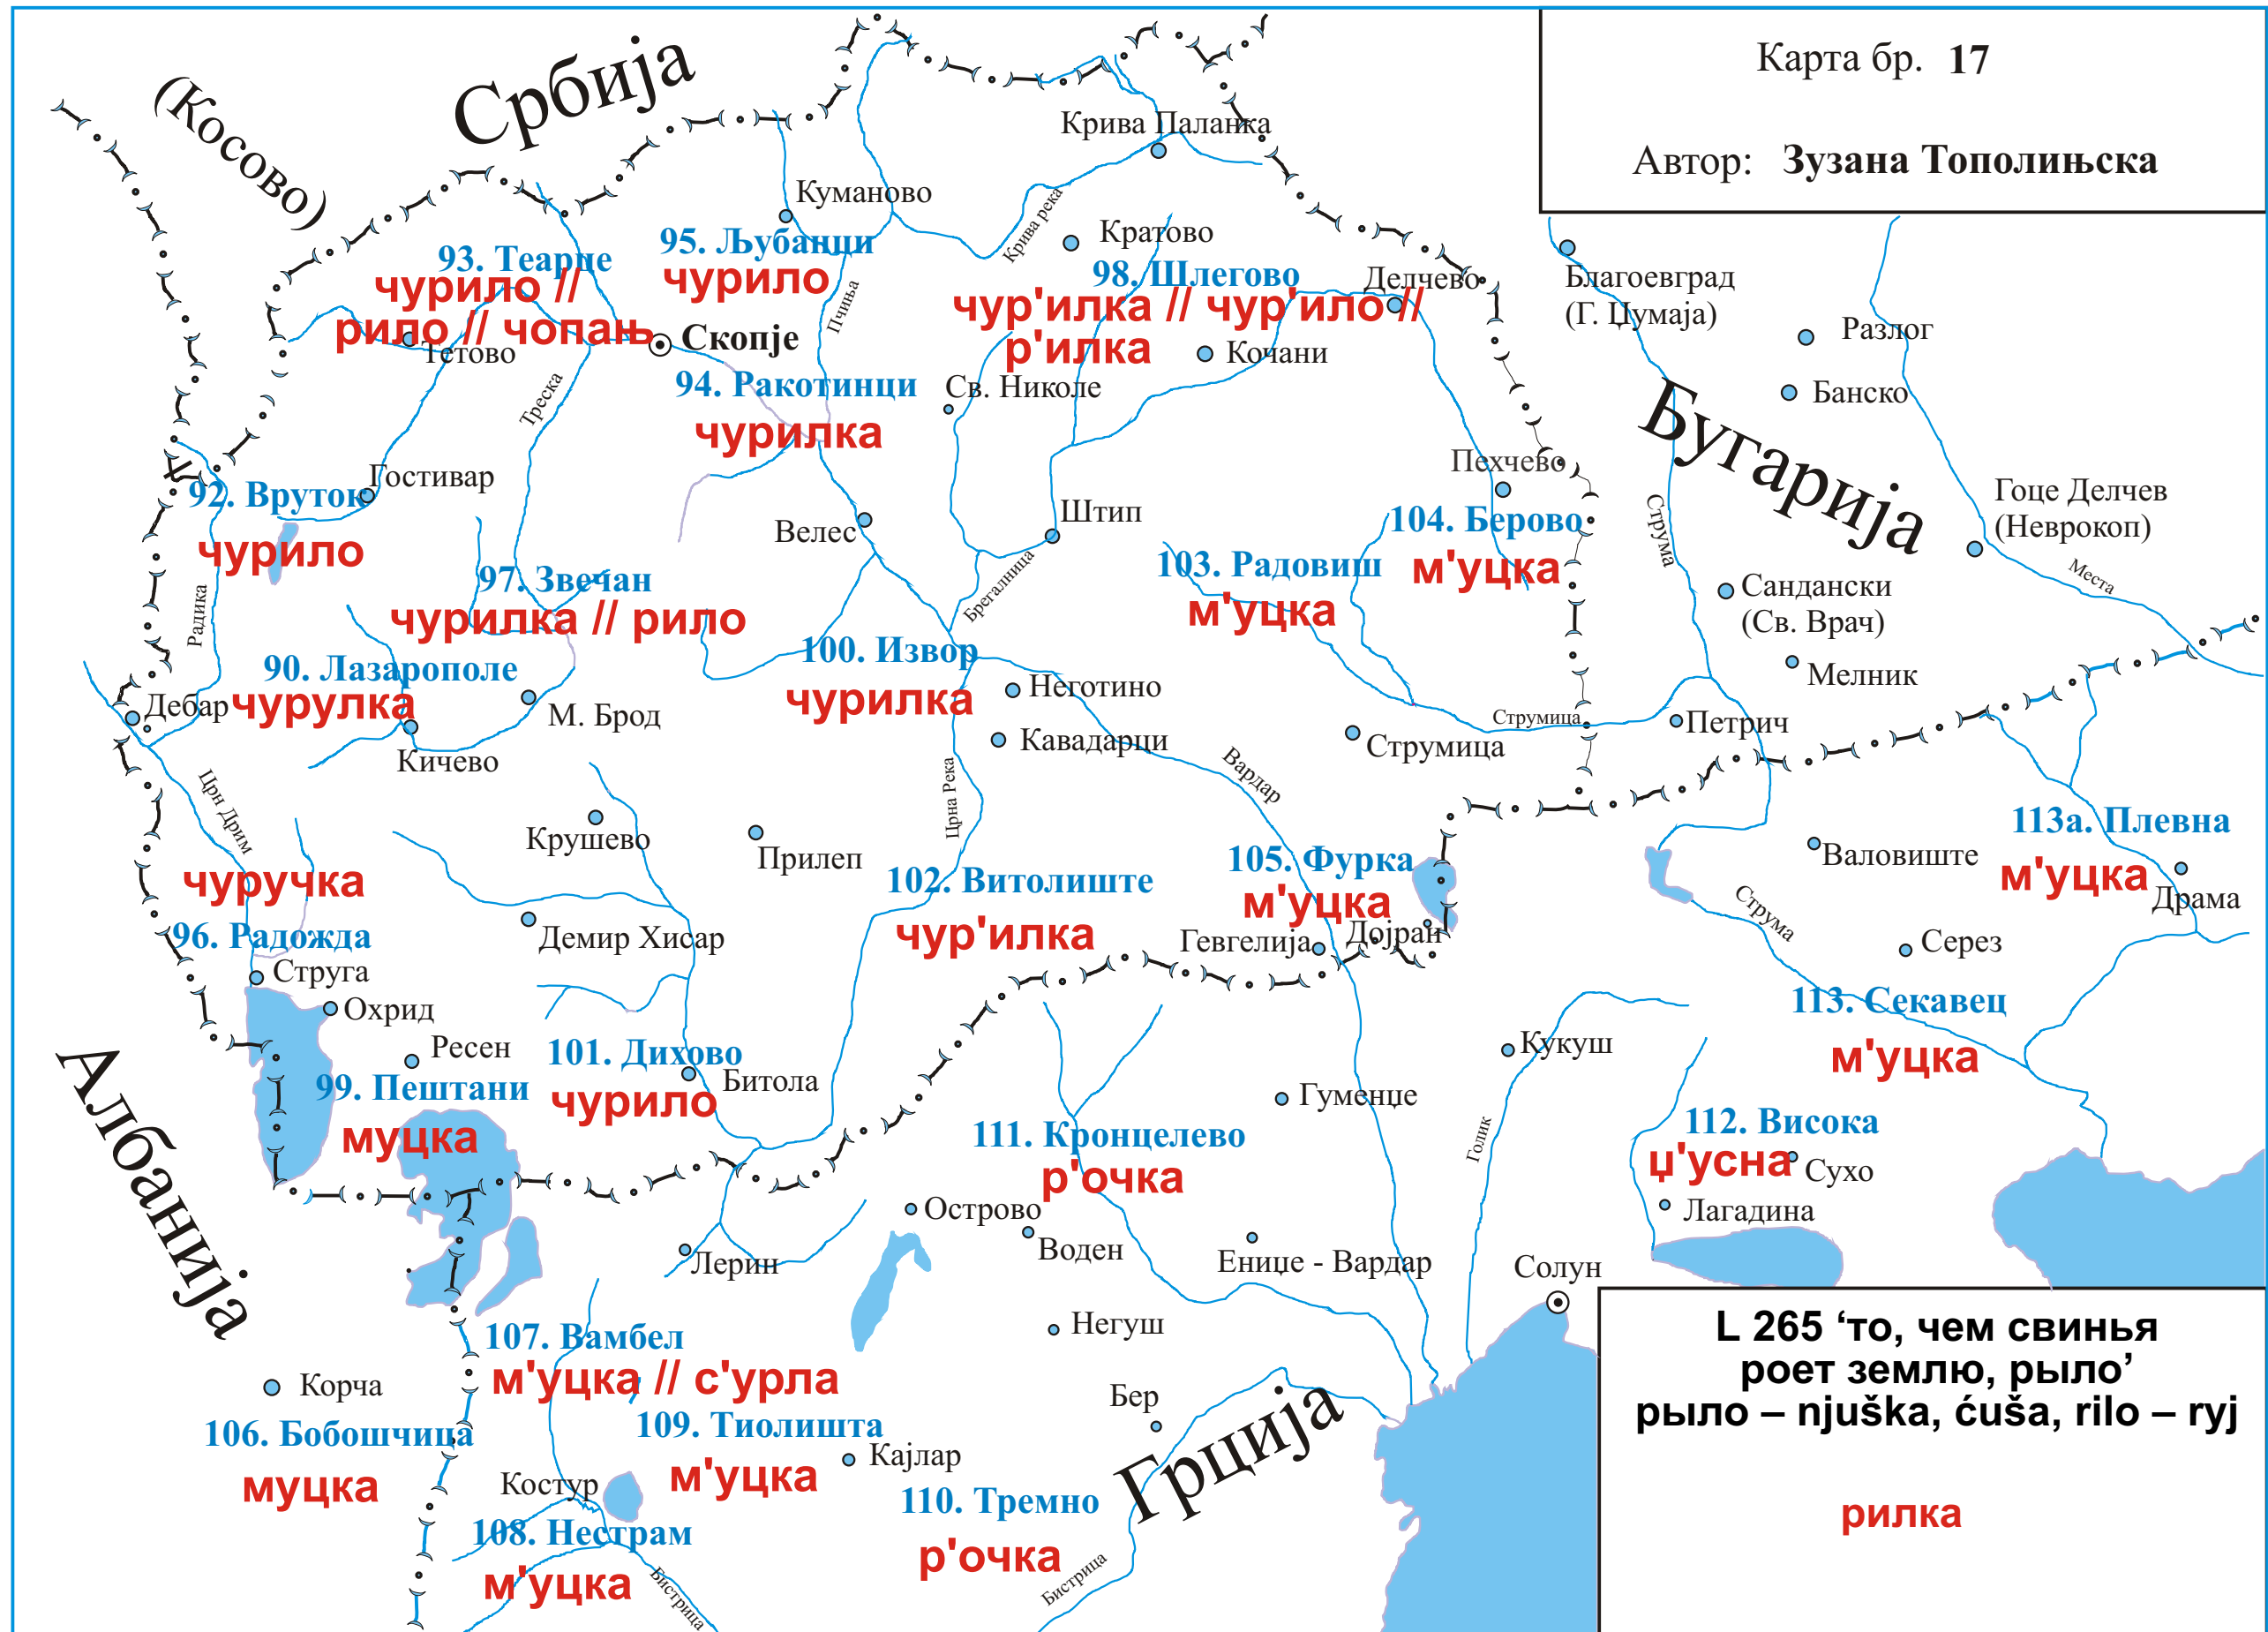 Карта бр. 17
Автор: Зузана Тополињска
(Косово)
Србија
Крива Паланка
Куманово
Крива река
Кратово
95. Љубанци
чурило
93. Теарце
чурило //
рило // чопањ
Тетово
98. Шлегово
чур'илка // чур'ило //
р'илка
Делчево
Благоевград
(Г. Џумаја)
Пчиња
Скопје
Кочани
Разлог
Треска
94. Ракотинци
чурилка
Св. Николе
Банско
Бугарија
Гостивар
92. Вруток
чурило
Пехчево
Велес
Штип
104. Берово
м'уцка
Струма
Гоце Делчев
(Неврокоп)
Места
97. Звечан
чурилка // рило
Брегалница
103. Радовиш
м'уцка
Сандански
(Св. Врач)
Радика
90. Лазарополе
чурулка
Дебар
М. Брод
Кичево
100. Извор
чурилка
Неготино
Кавадарци
Мелник
Струмица
Петрич
Струмица
Црн Дрим
Црна Река
Вардар
Крушево
Прилеп
113а. Плевна
м'уцка
Драма
Валовиште
чуручка
96. Радожда
Струга
Охрид
Демир Хисар
102. Витолиште
чур'илка
105. Фурка
м'уцка
Гевгелија
Дојран
Струма
Серез
113. Секавец
м'уцка
Албанија
Ресен
99. Пештани
муцка
101. Дихово
чурило
Битола
Кукуш
Гуменџе
Голик
111. Кронцелево
р'очка
112. Висока
џ'усна
Сухо
Лагадина
Острово
Воден
Лерин
Ениџе - Вардар
Солун
Негуш
107. Вамбел
м'уцка // с'урла
Корча
106. Бобошчица
муцка
109. Тиолишта
м'уцка
Кајлар
Бер
Грција
Костур
108. Нестрам
м'уцка
Бистрица
110. Тремно
р'очка
Бистрица
L 265 ‘то, чем свинья
роет землю, рыло’
рыло – njuška, ćuša, rilo – ryj
рилка